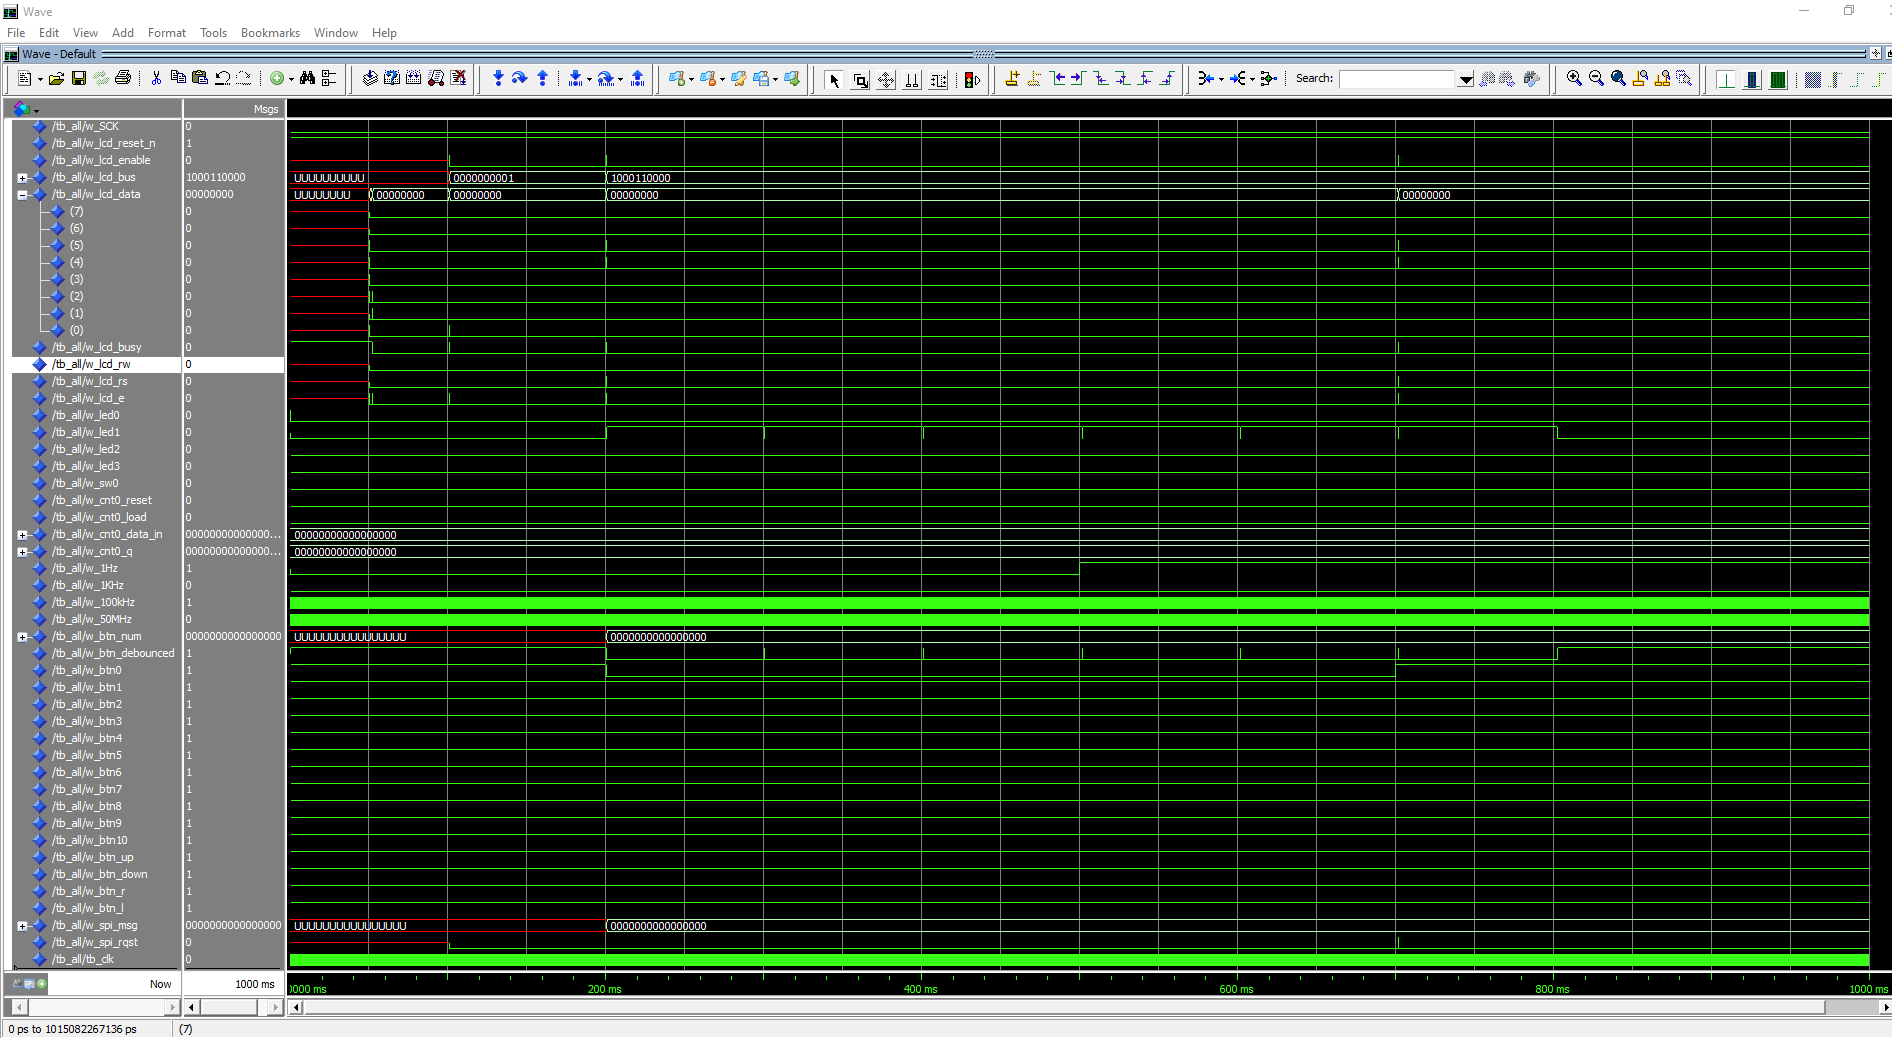 Wave
File Edit View Add Format Tools Bookmarks Window Help
Wave - Default
Search:
Msgs
/tb_all/w_SCK 0
/tb_all/w_lcd_reset_n 1
/tb_all/w_lcd_enable 0
/tb_all/w_lcd_bus 1000110000 UUUUUUUUUU 0000000001 1000110000
/tb_all/w_lcd_data 00000000 UUUUUUUU 00000000 00000000 00000000 00000000
(7) 0
(6) 0
(5) 0
(4) 0
(3) 0
(2) 0
(1) 0
(0) 0
/tb_all/w_lcd_busy 0
/tb_all/w_lcd_rw 0
/tb_all/w_lcd_rs 0
/tb_all/w_lcd_e 0
/tb_all/w_led0 0
/tb_all/w_led1 0
/tb_all/w_led2 0
/tb_all/w_led3 0
/tb_all/w_sw0 0
/tb_all/w_cnt0_reset 0
/tb_all/w_cnt0_load 0
/tb_all/w_cnt0_data_in 00000000000000... 0000000000000000
/tb_all/w_cnt0_q 00000000000000... 0000000000000000
/tb_all/w_1Hz 1
/tb_all/w_1KHz 0
/tb_all/w_100kHz 1
/tb_all/w_50MHz 0
/tb_all/w_btn_num 0000000000000000 UUUUUUUUUUUUUUUU 0000000000000000
/tb_all/w_btn_debounced 1
/tb_all/w_btn0 1
/tb_all/w_btn1 1
/tb_all/w_btn2 1
/tb_all/w_btn3 1
/tb_all/w_btn4 1
/tb_all/w_btn5 1
/tb_all/w_btn6 1
/tb_all/w_btn7 1
/tb_all/w_btn8 1
/tb_all/w_btn9 1
/tb_all/w_btn10 1
/tb_all/w_btn_up 1
/tb_all/w_btn_down 1
/tb_all/w_btn_r 1
/tb_all/w_btn_l 1
/tb_all/w_spi_msg 0000000000000000 UUUUUUUUUUUUUUUU 0000000000000000
/tb_all/w_spi_rqst 0
/tb_all/tb_clk 0
Now 1000 ms 000 ms 200 ms 400 ms 600 ms 800 ms 1000 ms
0 ps to 1015082267136 ps (7)